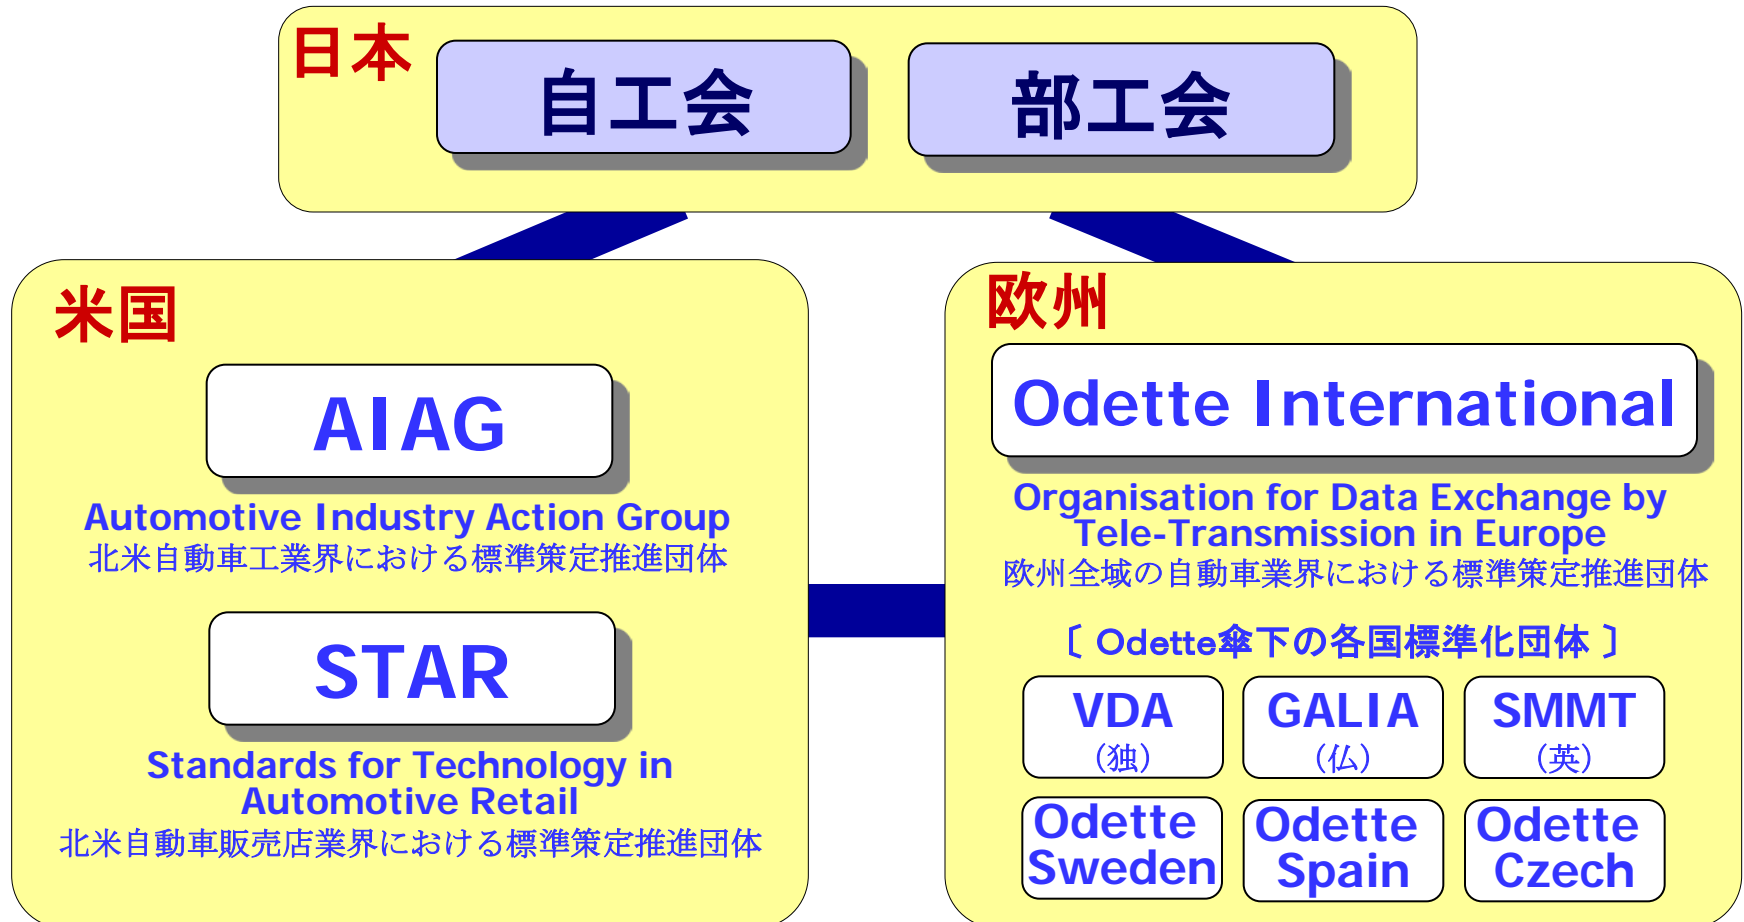 日本
自工会
部工会
米国
AIAG
Automotive Industry Action Group
北米自動車工業界における標準策定推進団体
STAR
Standards for Technology in
Automotive Retail
北米自動車販売店業界における標準策定推進団体
欧州
Odette International
Organisation for Data Exchange by
Tele-Transmission in Europe
欧州全域の自動車業界における標準策定推進団体
〔 Odette傘下の各国標準化団体 〕
VDA
（独）
GALIA
（仏）
SMMT
（英）
Odette
Sweden
Odette
Spain
Odette
Czech